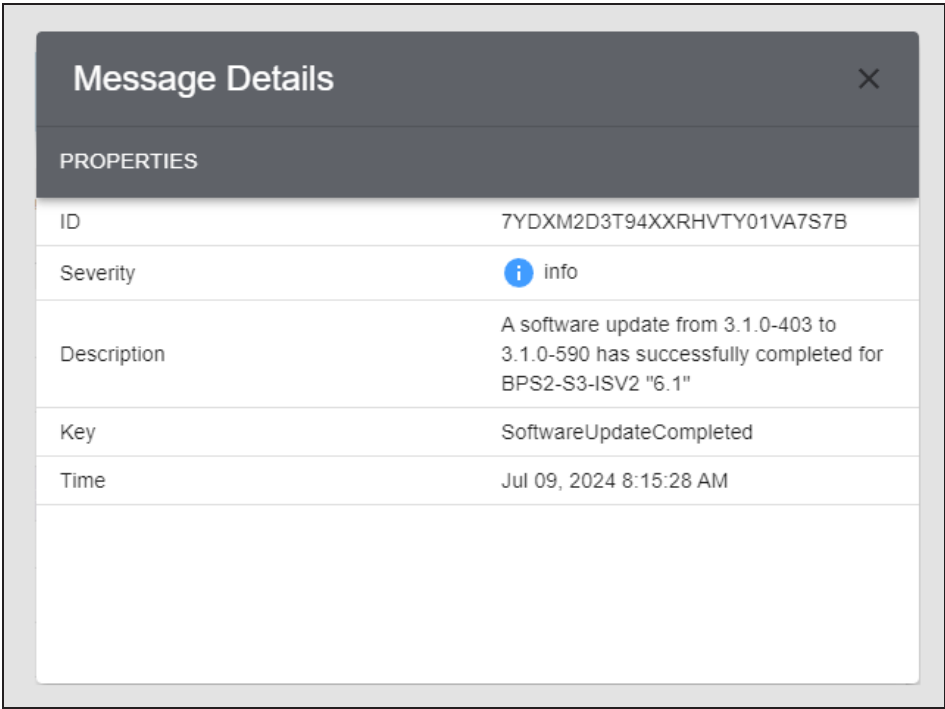 Message Details
PROPERTIES
ID 7YDXM2D3T94XXRHVTY01VA7S7B
Severity info
Description A software update from 3.1.0-403 to
3.1.0-590 has successfully completed for
BPS2-S3-ISV2 "6.1"
Key SoftwareUpdateCompleted
Time Jul 09, 2024 8:15:28 AM